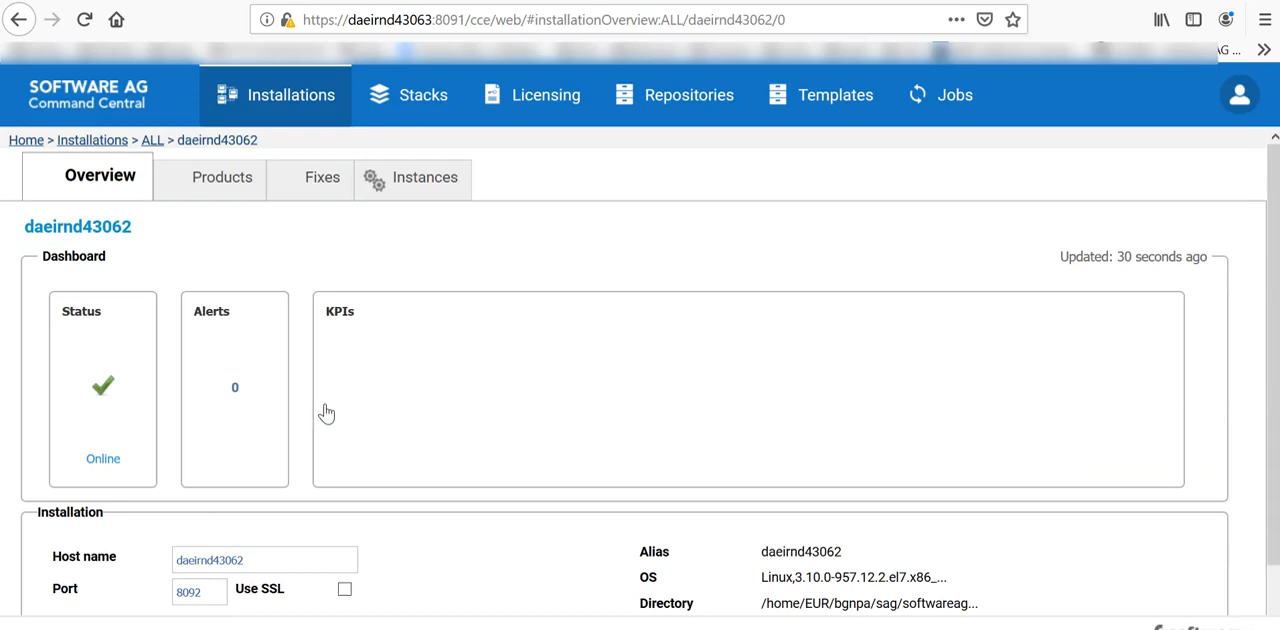 https://daeirnd43063:8091/cce/web/#installationOverview:ALL/daeirnd43062/0
AG ...
SOFTWARE AG
Command Central
Installations
Stacks
Licensing
Repositories
Templates
Jobs
Home > Installations > ALL > daeirnd43062
Overview
Products
Fixes
Instances
daeirnd43062
Dashboard
Updated: 30 seconds ago
Status
Alerts
KPIs
0
Online
Installation
Host name
daeirnd43062
Alias
daeirnd43062
OS
Linux,3.10.0-957.12.2.el7.x86_...
Port
8092
Use SSL
Directory
/home/EUR/bgnpa/sag/softwareag...